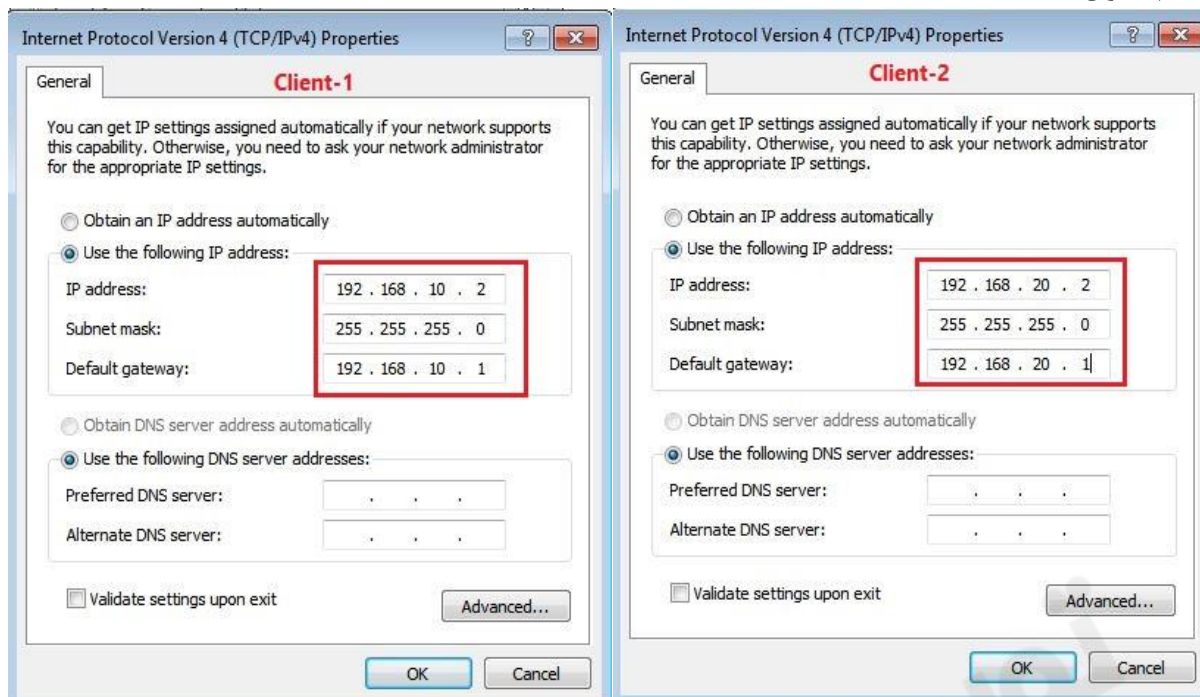 Internet Protocol Version 4 (TCP/IPv4) Properties
General
Client-1
You can get IP settings assigned automatically if your network supports
this capability. Otherwise, you need to ask your network administrator
for the appropriate IP settings.
Obtain an IP address automatically
Use the following IP address:
IP address: 192 . 168 . 10 . 2
Subnet mask: 255 . 255 . 255 . 0
Default gateway: 192 . 168 . 10 . 1
Obtain DNS server address automatically
Use the following DNS server addresses:
Preferred DNS server: . . .
Alternate DNS server: . . .
Validate settings upon exit
Advanced...
OK
Cancel
Internet Protocol Version 4 (TCP/IPv4) Properties
General
Client-2
You can get IP settings assigned automatically if your network supports
this capability. Otherwise, you need to ask your network administrator
for the appropriate IP settings.
Obtain an IP address automatically
Use the following IP address:
IP address: 192 . 168 . 20 . 2
Subnet mask: 255 . 255 . 255 . 0
Default gateway: 192 . 168 . 20 . 1
Obtain DNS server address automatically
Use the following DNS server addresses:
Preferred DNS server: . . .
Alternate DNS server: . . .
Validate settings upon exit
Advanced...
OK
Cancel